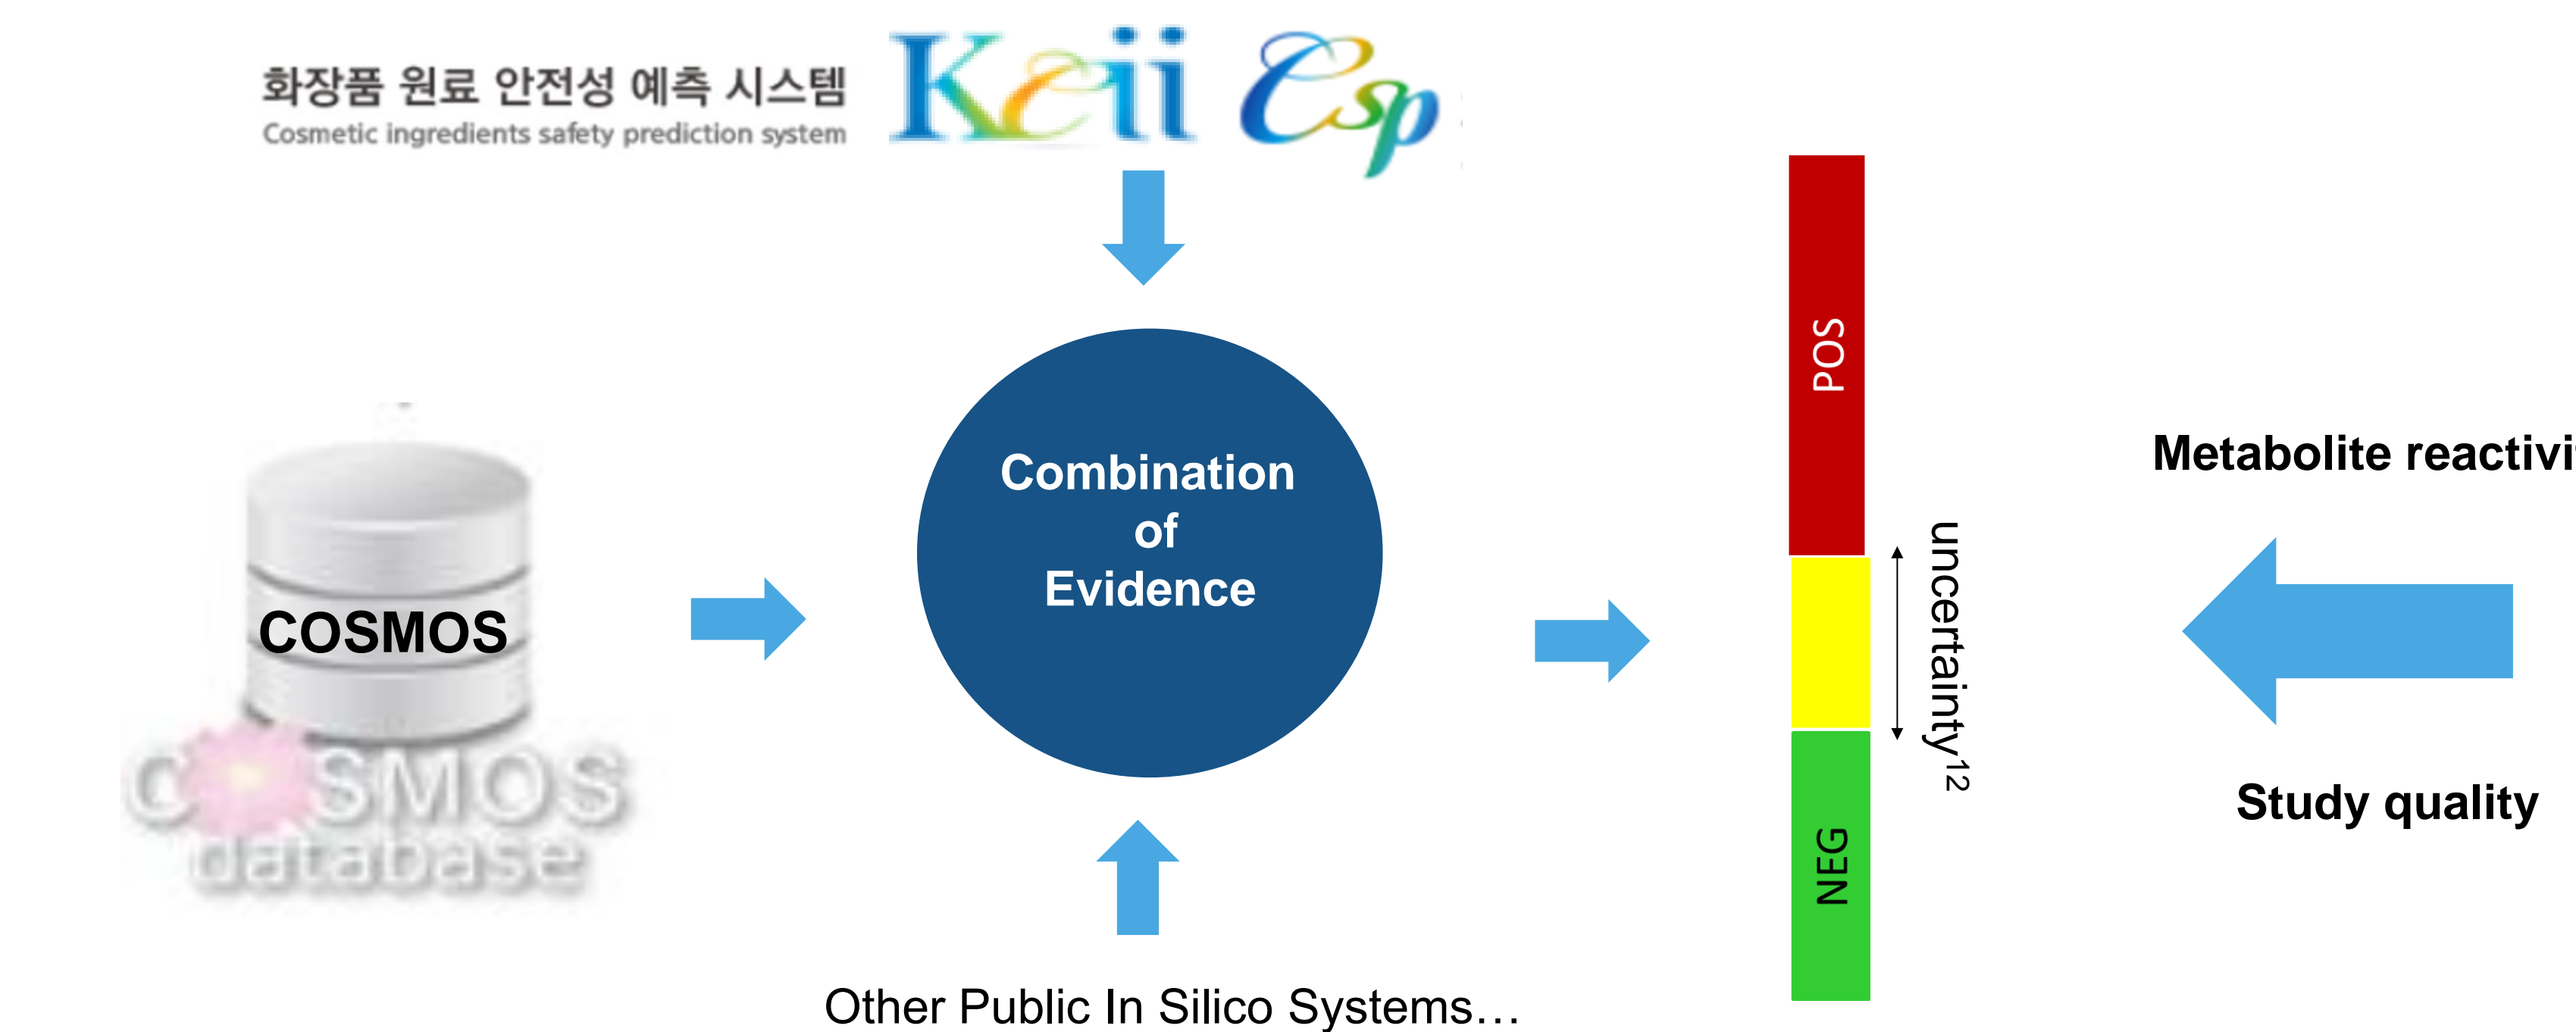 화장품 원료 안전성 예측 시스템
Cosmetic ingredients safety prediction system
Keii Csp
COSMOS
COSMOS
database
Combination
of
Evidence
Other Public In Silico Systems…
POS
uncertainty¹²
NEG
Metabolite reactivi
Study quality